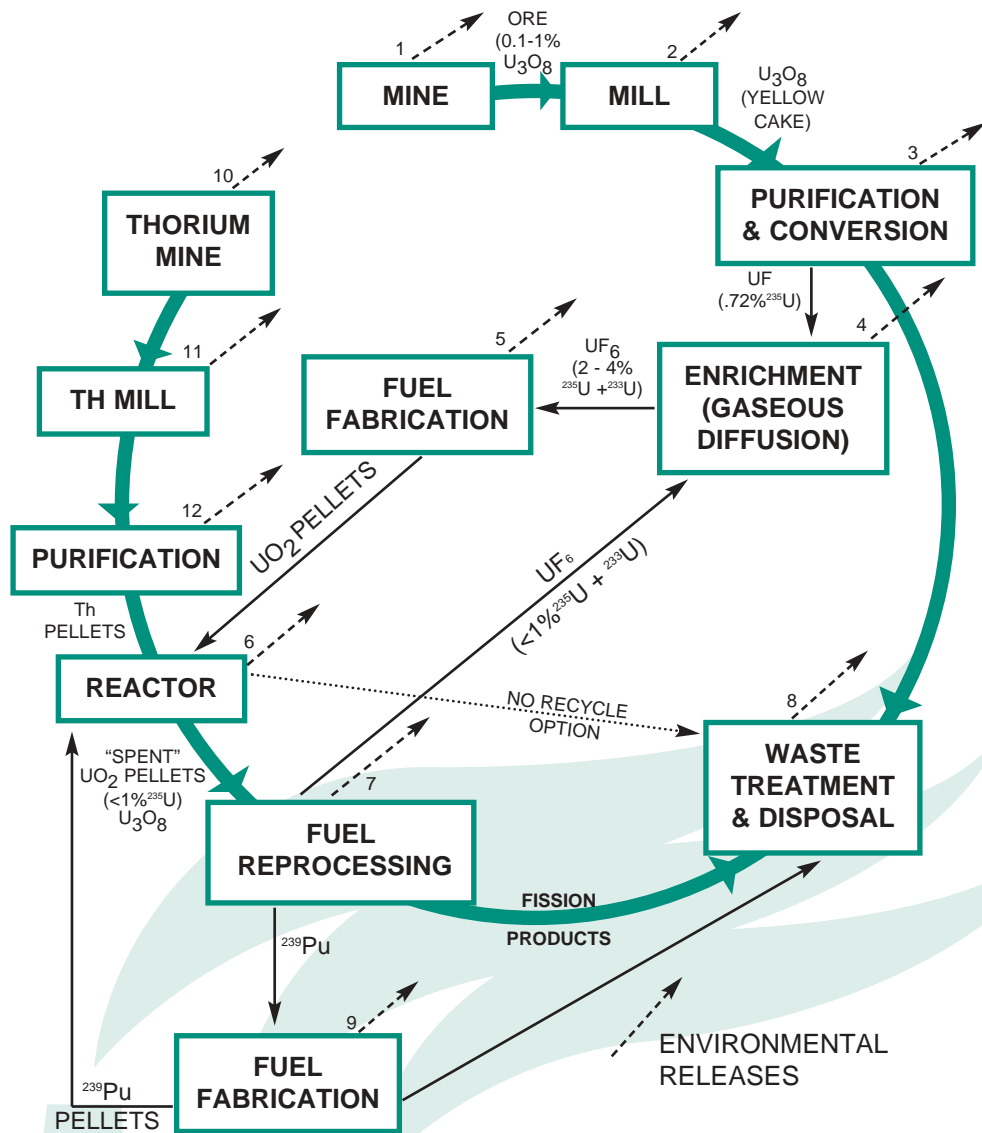 1
ORE
(0.1-1%
U₃O₈
2
MINE
MILL
U₃O₈
(YELLOW
CAKE)
3
PURIFICATION
& CONVERSION
10
THORIUM
MINE
UF
(.72%²³⁵U)
4
11
5
UF₆
(2 - 4%
²³⁵U +²³³U)
ENRICHMENT
(GASEOUS
DIFFUSION)
FUEL
FABRICATION
TH MILL
12
UO₂ PELLETS
PURIFICATION
UF₆
(<1%²³⁵U + ²³³U)
Th
PELLETS
6
REACTOR
NO RECYCLE
OPTION
8
WASTE
TREATMENT
& DISPOSAL
“SPENT”
UO₂ PELLETS
(<1%²³⁵U)
U₃O₈
7
FUEL
REPROCESSING
FISSION
PRODUCTS
²³⁹Pu
9
FUEL
FABRICATION
²³⁹Pu
PELLETS
ENVIRONMENTAL
RELEASES